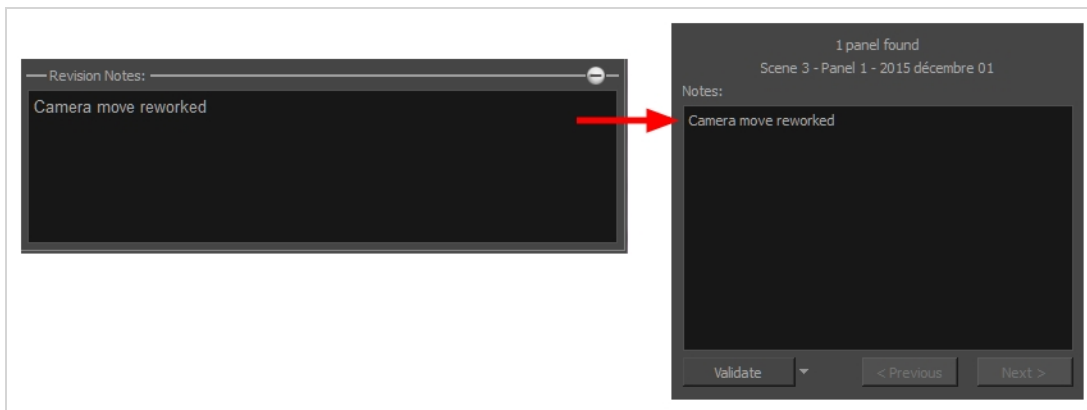 Revision Notes:
Camera move reworked
1 panel found
Scene 3 - Panel 1 - 2015 décembre 01
Notes:
Camera move reworked
Validate
< Previous
Next >